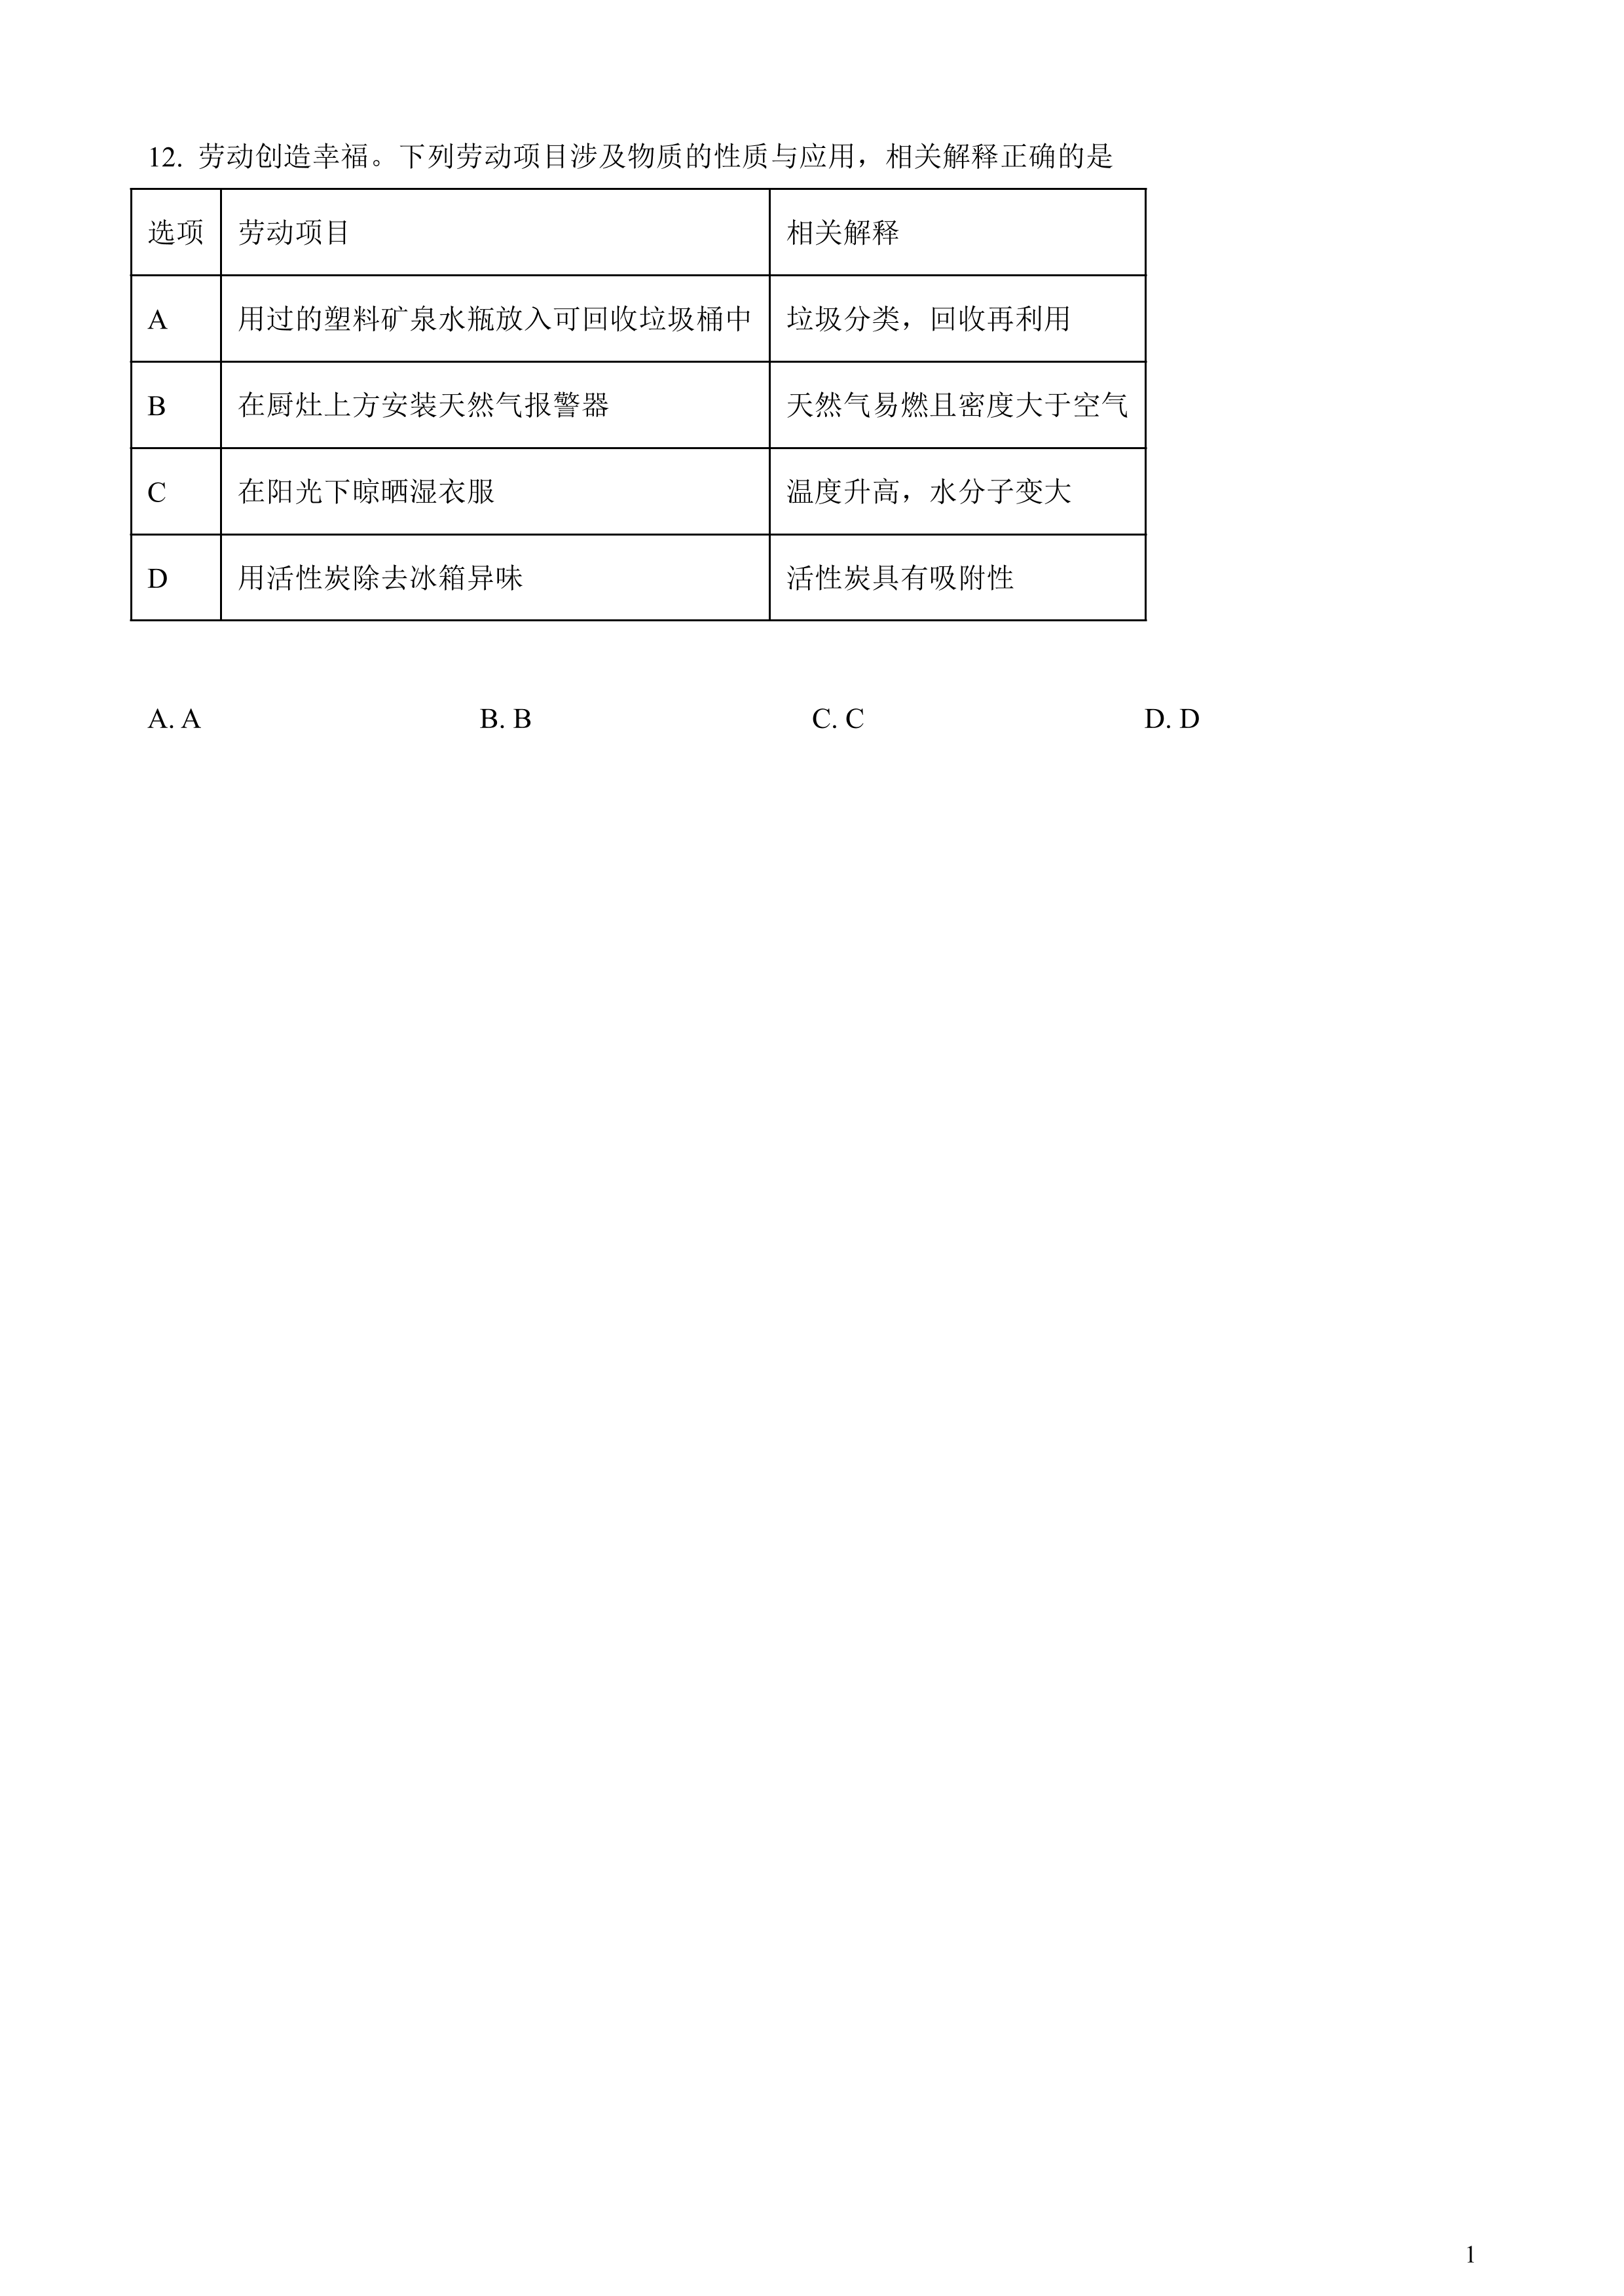 12. 劳动创造幸福。下列劳动项目涉及物质的性质与应用，相关解释正确的是
选项 劳动项目 相关解释
A 用过的塑料矿泉水瓶放入可回收垃圾桶中 垃圾分类，回收再利用
B 在厨灶上方安装天然气报警器 天然气易燃且密度大于空气
C 在阳光下晾晒湿衣服 温度升高，水分子变大
D 用活性炭除去冰箱异味 活性炭具有吸附性
A. A B. B C. C D. D
1